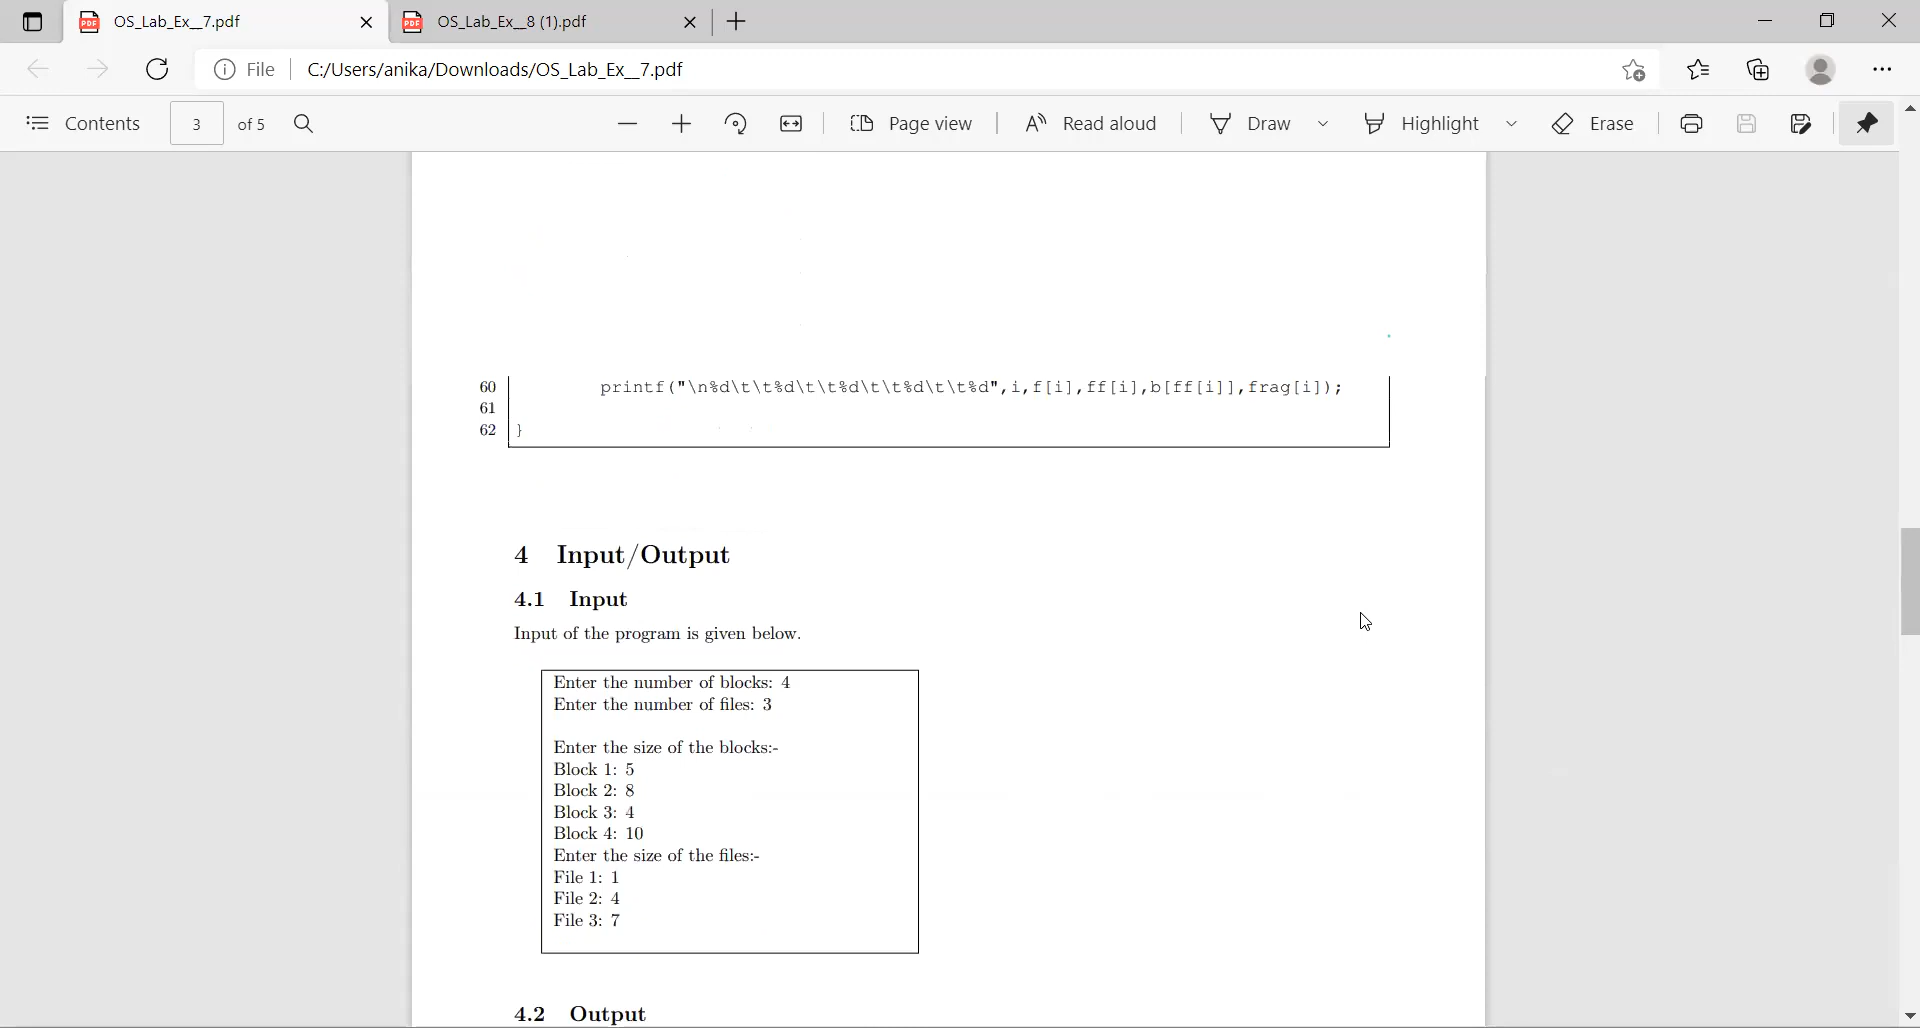 OS_Lab_Ex__7.pdf
OS_Lab_Ex__8 (1).pdf
File
C:/Users/anika/Downloads/OS_Lab_Ex__7.pdf
Contents
3
of 5
Page view
Read aloud
Draw
Highlight
Erase
60 printf("\n%d\t\t%d\t\t%d\t\t%d\t\t%d",i,f[i],ff[i],b[ff[i]],frag[i]);
61
62 }
4 Input/Output
4.1 Input
Input of the program is given below.
Enter the number of blocks: 4
Enter the number of files: 3
Enter the size of the blocks:-
Block 1: 5
Block 2: 8
Block 3: 4
Block 4: 10
Enter the size of the files:-
File 1: 1
File 2: 4
File 3: 7
4.2 Output